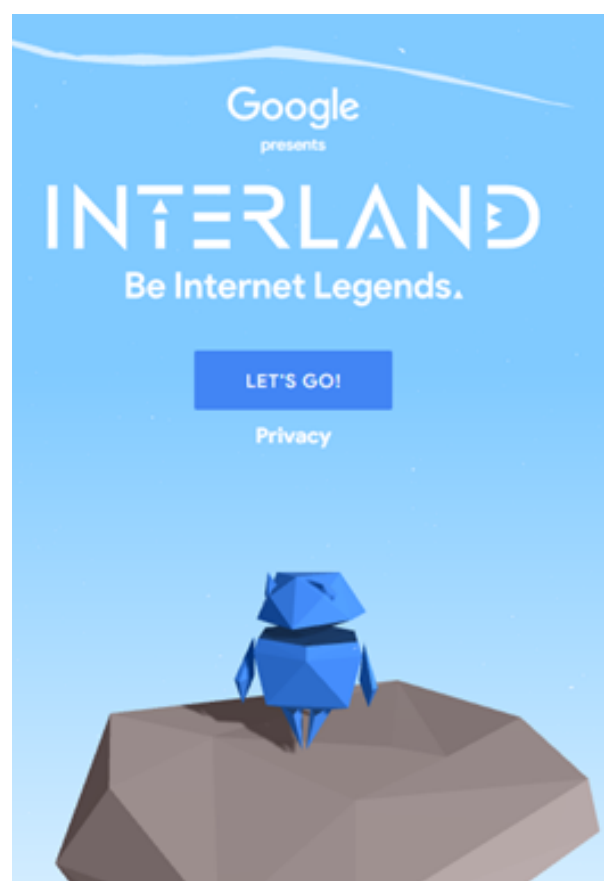 Google
presents
INTERLAND
Be Internet Legends.
LET'S GO!
Privacy